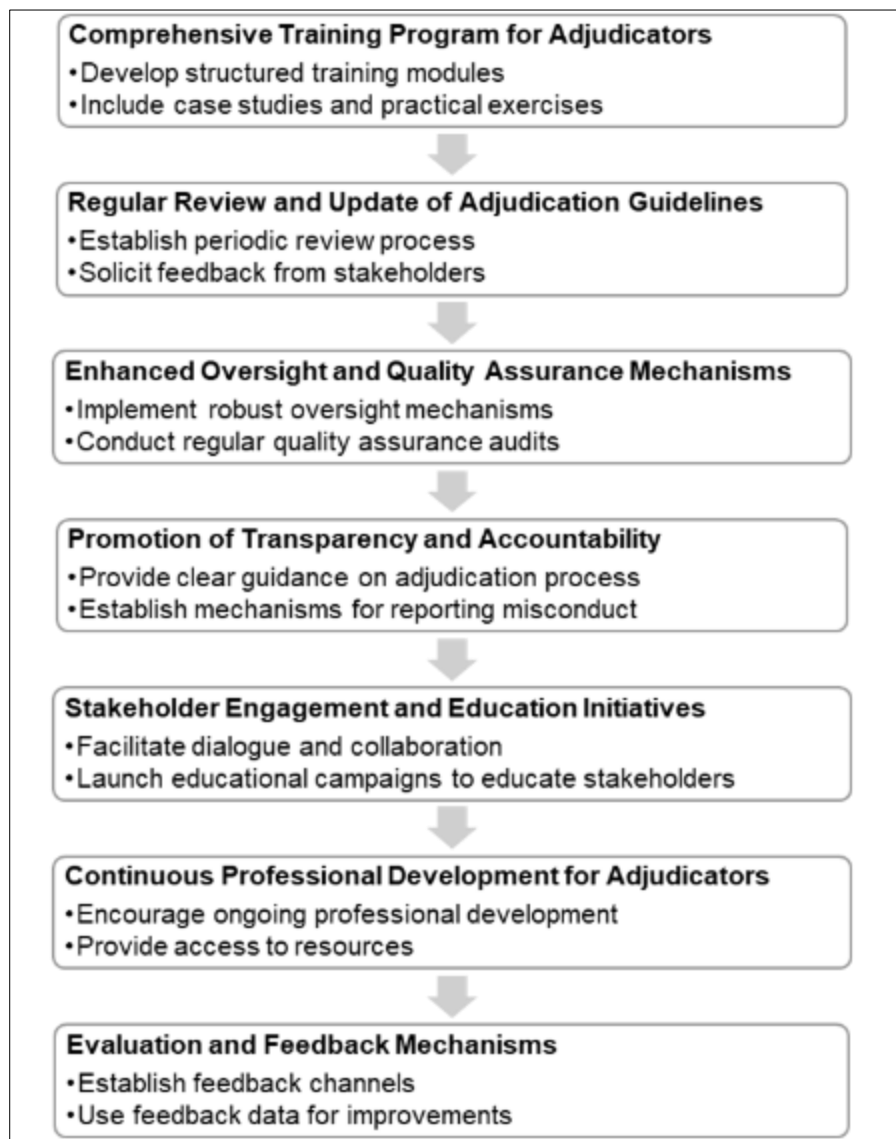 Comprehensive Training Program for Adjudicators
•Develop structured training modules
•Include case studies and practical exercises
Regular Review and Update of Adjudication Guidelines
•Establish periodic review process
•Solicit feedback from stakeholders
Enhanced Oversight and Quality Assurance Mechanisms
•Implement robust oversight mechanisms
•Conduct regular quality assurance audits
Promotion of Transparency and Accountability
•Provide clear guidance on adjudication process
•Establish mechanisms for reporting misconduct
Stakeholder Engagement and Education Initiatives
•Facilitate dialogue and collaboration
•Launch educational campaigns to educate stakeholders
Continuous Professional Development for Adjudicators
•Encourage ongoing professional development
•Provide access to resources
Evaluation and Feedback Mechanisms
•Establish feedback channels
•Use feedback data for improvements